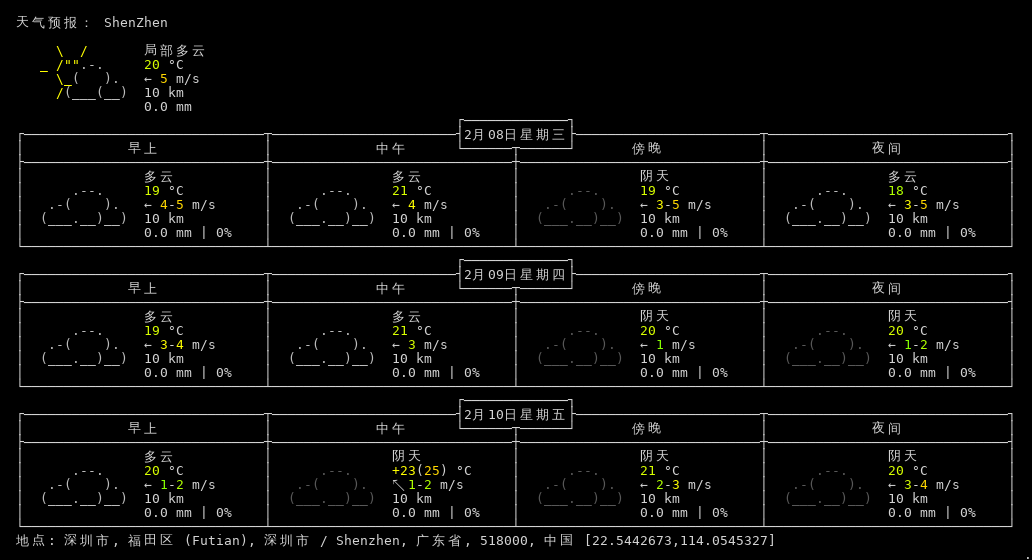 天气预报： ShenZhen
局部多云
20 °C
← 5 m/s
10 km
0.0 mm
2月08日星期三
早上 中午 傍晚 夜间
多云 多云 阴天 多云
19 °C 21 °C 19 °C 18 °C
← 4-5 m/s ← 4 m/s ← 3-5 m/s ← 3-5 m/s
10 km 10 km 10 km 10 km
0.0 mm | 0% 0.0 mm | 0% 0.0 mm | 0% 0.0 mm | 0%
2月09日星期四
早上 中午 傍晚 夜间
多云 多云 阴天 阴天
19 °C 21 °C 20 °C 20 °C
← 3-4 m/s ← 3 m/s ← 1 m/s ← 1-2 m/s
10 km 10 km 10 km 10 km
0.0 mm | 0% 0.0 mm | 0% 0.0 mm | 0% 0.0 mm | 0%
2月10日星期五
早上 中午 傍晚 夜间
多云 阴天 阴天 阴天
20 °C +23(25) °C 21 °C 20 °C
← 1-2 m/s ↖ 1-2 m/s ← 2-3 m/s ← 3-4 m/s
10 km 10 km 10 km 10 km
0.0 mm | 0% 0.0 mm | 0% 0.0 mm | 0% 0.0 mm | 0%
地点: 深圳市, 福田区 (Futian), 深圳市 / Shenzhen, 广东省, 518000, 中国 [22.5442673,114.0545327]